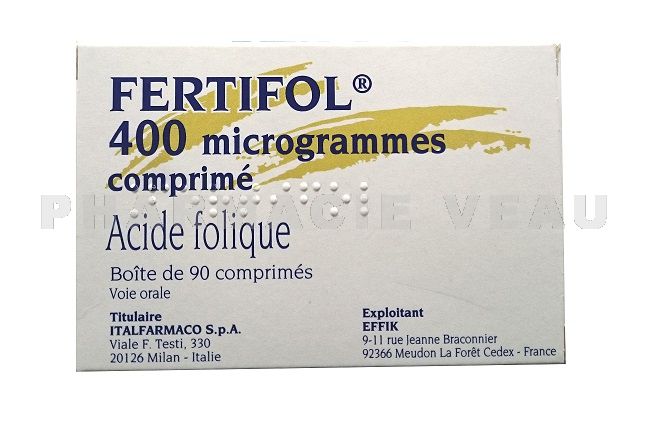 FERTIFOL®
400 microgrammes
comprimé
PHARMACIE VEAU
Acide folique
Boîte de 90 comprimés
Voie orale
Titulaire
ITALFARMACO S.p.A.
Viale F. Testi, 330
20126 Milan - Italie
Exploitant
EFFIK
9-11 rue Jeanne Braconnier
92366 Meudon La Forêt Cedex - France